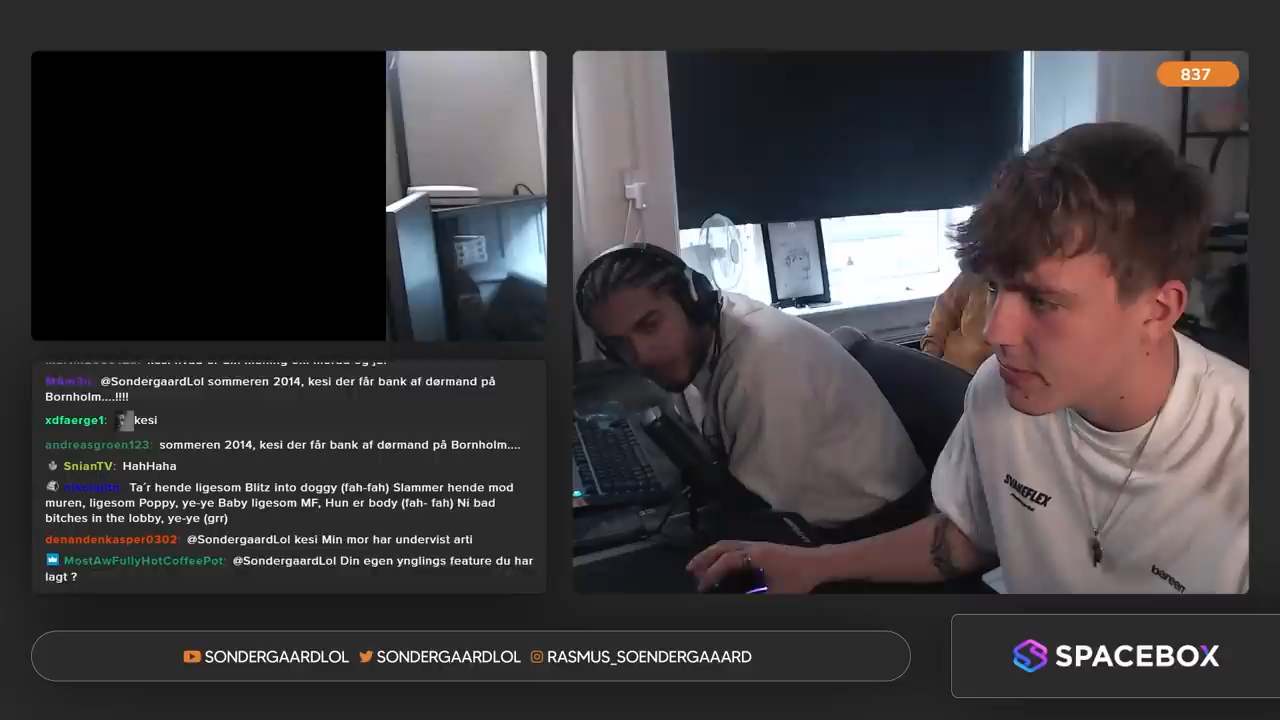 837
@SondergaardLol sommeren 2014, kesi der får bank af dørmand på
Bornholm....!!!!
xdfaerge1: kesi
andreasgroen123: sommeren 2014, kesi der får bank af dørmand på Bornholm....
SnianTV: HahHaha
Ta´r hende ligesom Blitz into doggy (fah-fah) Slammer hende mod
muren, ligesom Poppy, ye-ye Baby ligesom MF, Hun er body (fah- fah) Ni bad
bitches in the lobby, ye-ye (grr)
denandenkasper0302: @SondergaardLol kesi Min mor har undervist arti
MostAwFullyHotCoffeePot: @SondergaardLol Din egen ynglings feature du har
lagt ?
SVANEFLEX
bareen
SONDERGAARDLOL SONDERGAARDLOL RASMUS_SOENDERGAAARD
SPACEBOX